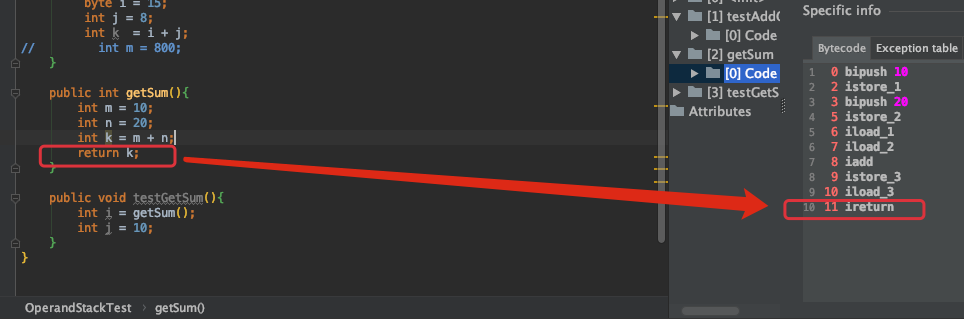 byte i = 15;
int j = 8;
int k = i + j;
// int m = 800;
}
public int getSum(){
int m = 10;
int n = 20;
int k = m + n;
return k;
}
public void testGetSum(){
int i = getSum();
int j = 10;
}
}
OperandStackTest › getSum()
[1] testAdd
[0] Code
[2] getSum
[0] Code
[3] testGetS
Attributes
Specific info
Bytecode Exception table
1 0 bipush 10
2 2 istore_1
3 3 bipush 20
4 5 istore_2
5 6 iload_1
6 7 iload_2
7 8 iadd
8 9 istore_3
9 10 iload_3
10 11 ireturn